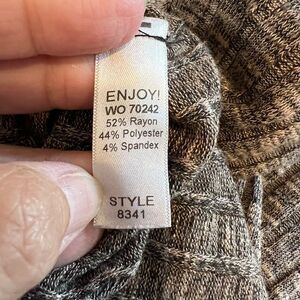 ENJOY!
WO 70242
52% Rayon
44% Polyester
4% Spandex
STYLE
8341